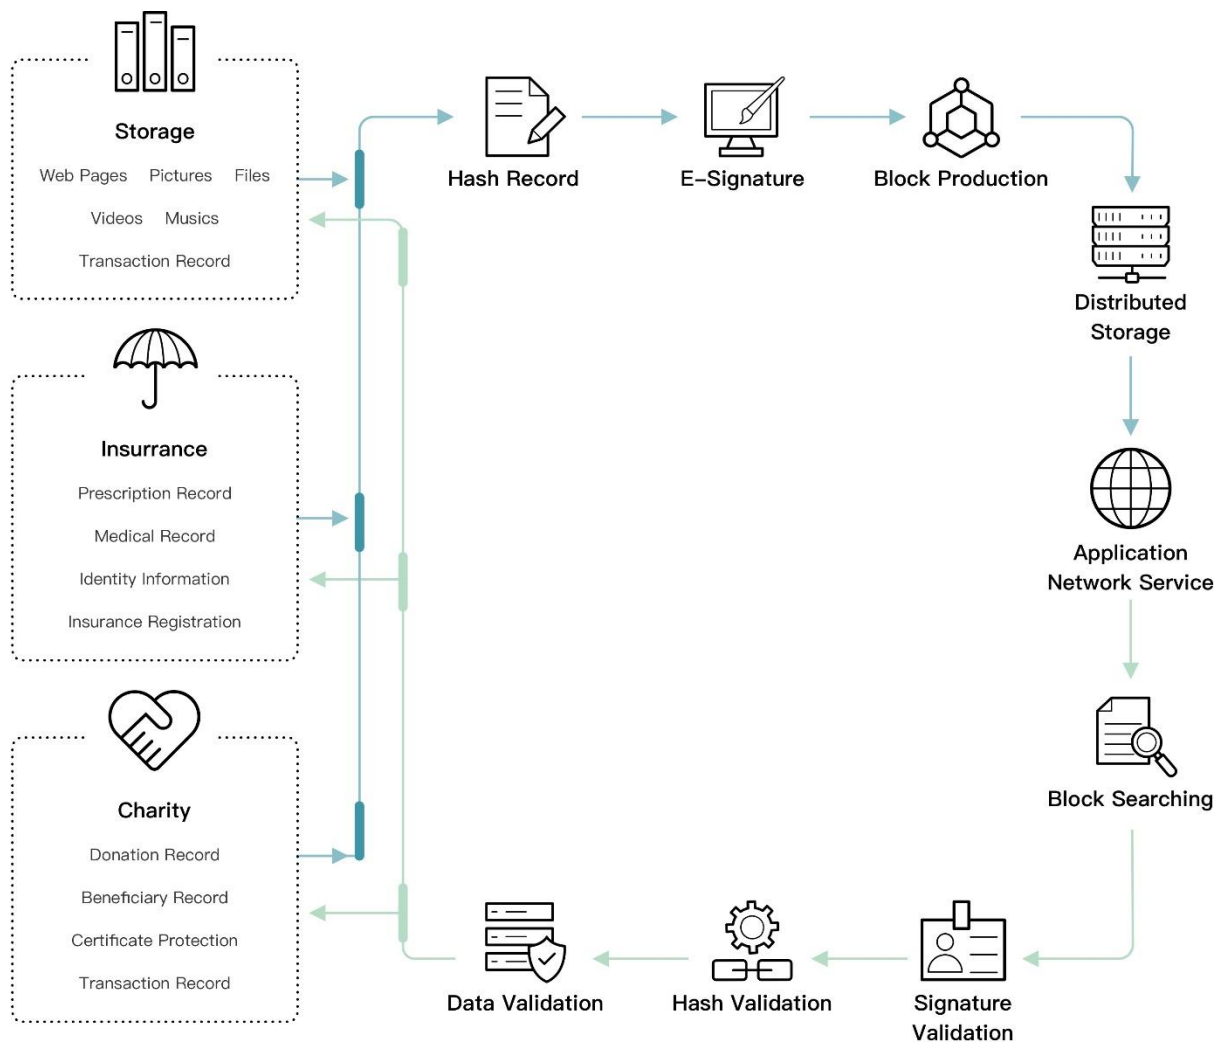 Storage
Web Pages Pictures Files
Videos Musics
Transaction Record
Insurrance
Prescription Record
Medical Record
Identity Information
Insurance Registration
Charity
Donation Record
Beneficiary Record
Certificate Protection
Transaction Record
Hash Record
E-Signature
Block Production
Distributed
Storage
Application
Network Service
Block Searching
Signature
Validation
Hash Validation
Data Validation